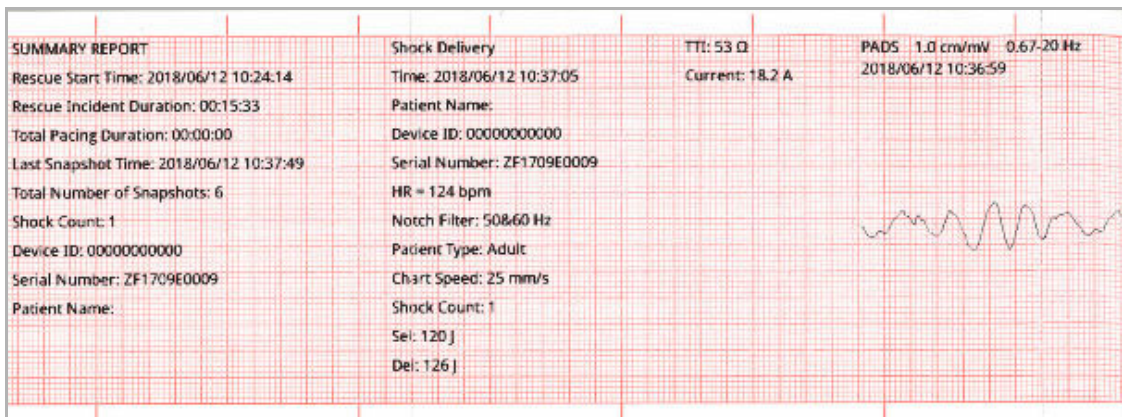 SUMMARY REPORT
Rescue Start Time: 2018/06/12 10:24:14
Rescue Incident Duration: 00:15:33
Total Pacing Duration: 00:00:00
Last Snapshot Time: 2018/06/12 10:37:49
Total Number of Snapshots: 6
Shock Count: 1
Device ID: 00000000000
Serial Number: ZF1709E0009
Patient Name:
Shock Delivery
Time: 2018/06/12 10:37:05
Patient Name:
Device ID: 00000000000
Serial Number: ZF1709E0009
HR = 124 bpm
Notch Filter: 50&60 Hz
Patient Type: Adult
Chart Speed: 25 mm/s
Shock Count: 1
Sel: 120 J
Del: 126 J
TTI: 53 Ω
Current: 18.2 A
PADS 1.0 cm/mV 0.67-20 Hz
2018/06/12 10:36:59